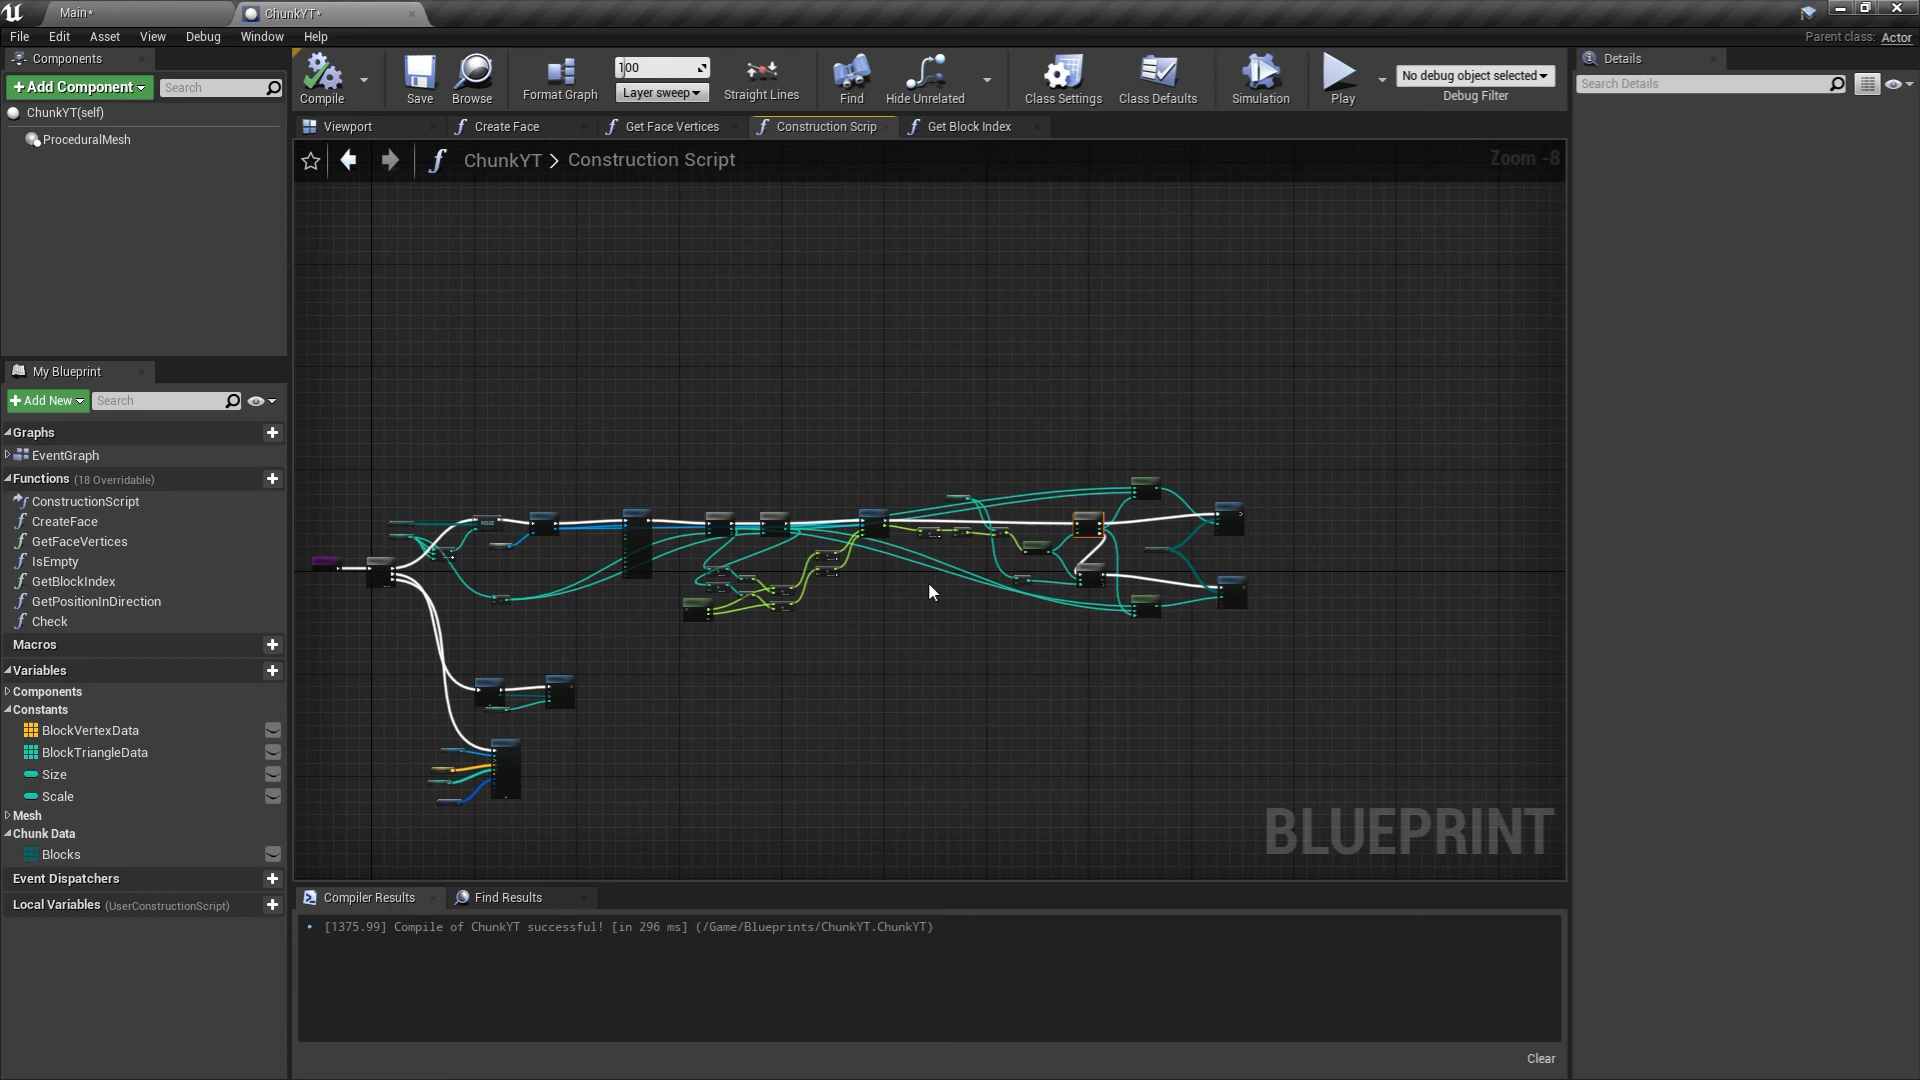 Main*
ChunkYT*
File Edit Asset View Debug Window Help
Parent class: Actor
Components
+Add Component
Search
ChunkYT(self)
ProceduralMesh
Compile
Save
Browse
Format Graph
100
Layer sweep
Straight Lines
Find
Hide Unrelated
Class Settings
Class Defaults
Simulation
Play
No debug object selected
Debug Filter
Viewport
Create Face
Get Face Vertices
Construction Scrip
Get Block Index
ChunkYT > Construction Script
Zoom -8
BLUEPRINT
My Blueprint
+Add New
Search
Graphs
EventGraph
Functions (18 Overridable)
ConstructionScript
CreateFace
GetFaceVertices
IsEmpty
GetBlockIndex
GetPositionInDirection
Check
Macros
Variables
Components
Constants
BlockVertexData
BlockTriangleData
Size
Scale
Mesh
Chunk Data
Blocks
Event Dispatchers
Local Variables (UserConstructionScript)
Compiler Results
Find Results
[1375.99] Compile of ChunkYT successful! [in 296 ms] (/Game/Blueprints/ChunkYT.ChunkYT)
Clear
Details
Search Details